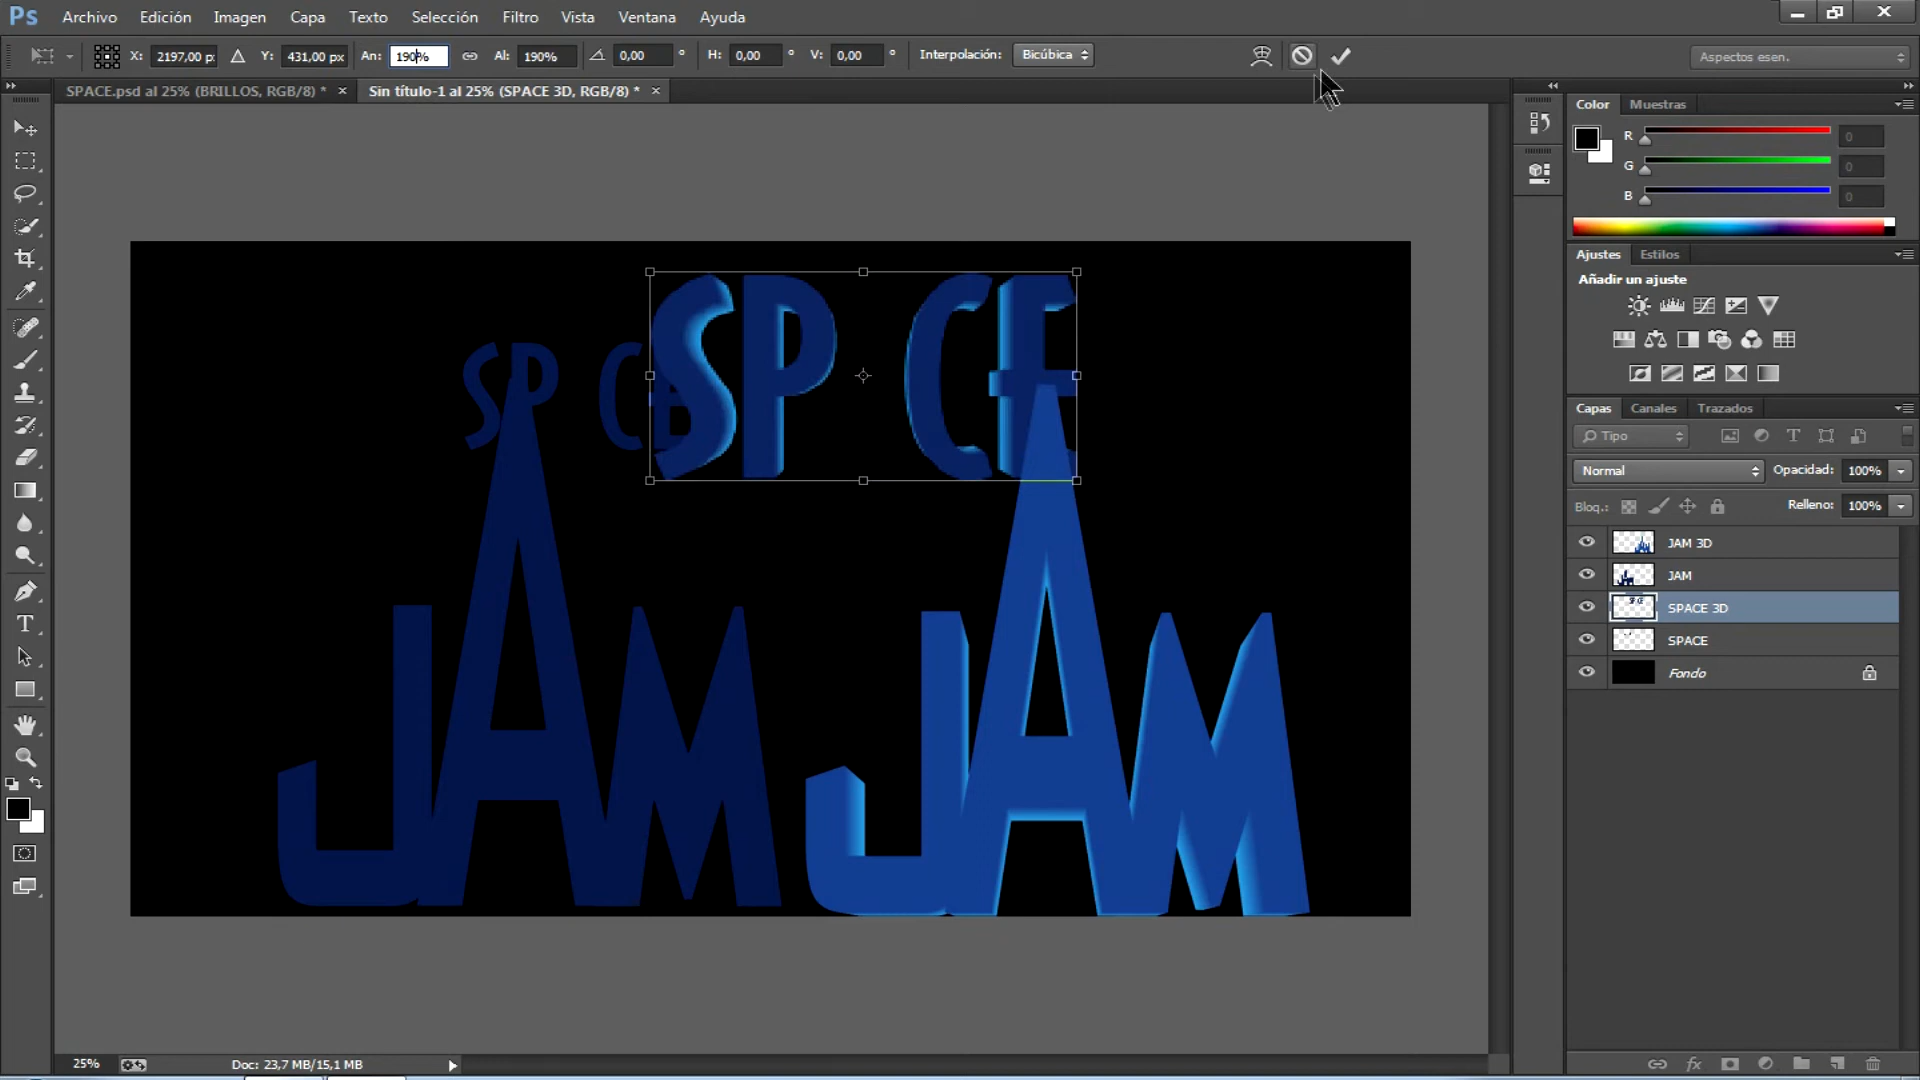 Ps Archivo Edición Imagen Capa Texto Selección Filtro Vista Ventana Ayuda
X: 2197,00 p: Y: 431,00 px An: 190% Al: 190% 0,00 ° H: 0,00 ° V: 0,00 ° Interpolación: Bicúbica Aspectos esen.
SPACE.psd al 25% (BRILLOS, RGB/8) * Sin título-1 al 25% (SPACE 3D, RGB/8) *
Color Muestras
R 0
G 0
B 0
Ajustes Estilos
Añadir un ajuste
SP CE
SP CE
JAM
JAM
Capas Canales Trazados
Tipo
Normal Opacidad: 100%
Bloq.: Relleno: 100%
JAM 3D
JAM
SPACE 3D
SPACE
Fondo
25% Doc: 23,7 MB/15,1 MB